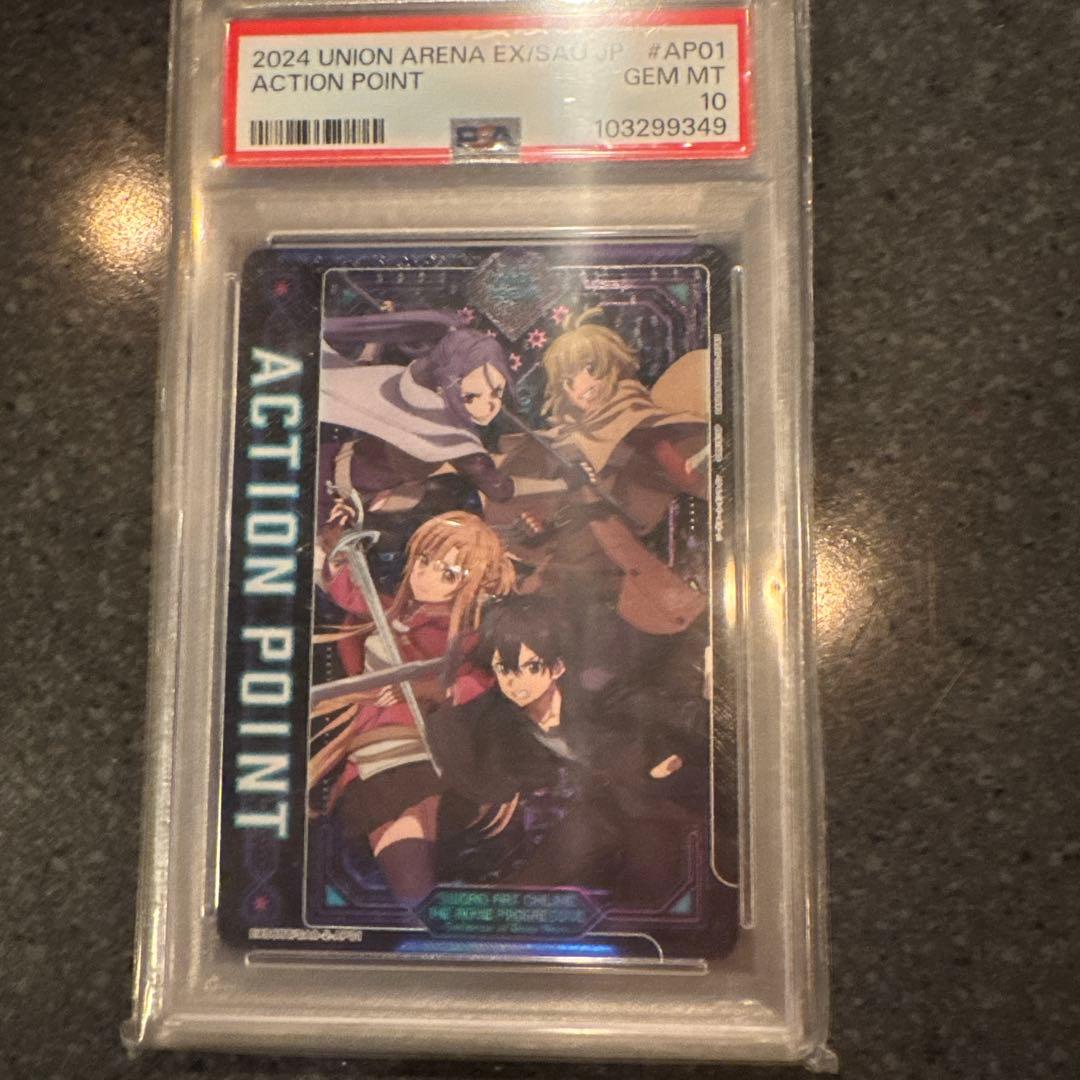 2024 UNION ARENA EX/SAO JP #AP01
ACTION POINT GEM MT
10
PSA 103299349
ACTION POINT
SWORD ART ONLINE
THE MOVIE PROGRESSIVE